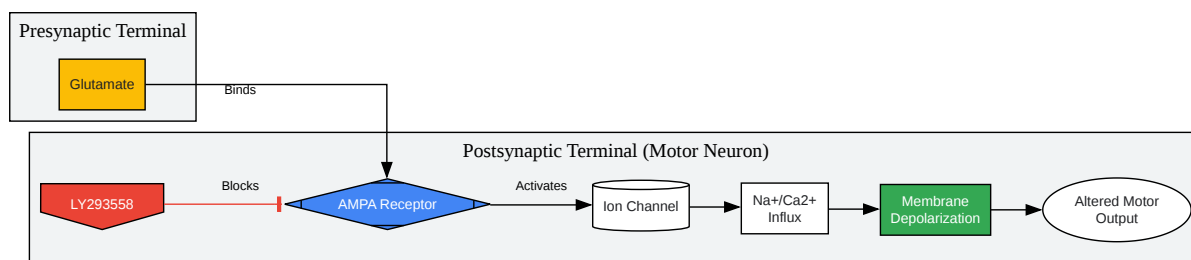 Presynaptic Terminal
Glutamate
Binds
Postsynaptic Terminal (Motor Neuron)
LY293558
Blocks
AMPA Receptor
Activates
Ion Channel
Na+/Ca2+
Influx
Membrane
Depolarization
Altered Motor
Output